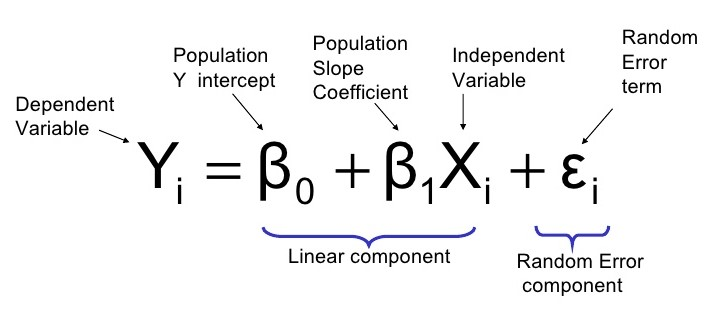 Random
Error
term
Population
Slope
Coefficient
Population
Y intercept
Independent
Variable
Dependent
Variable
Yᵢ = β₀ + β₁Xᵢ + εᵢ
Linear component
Random Error
component